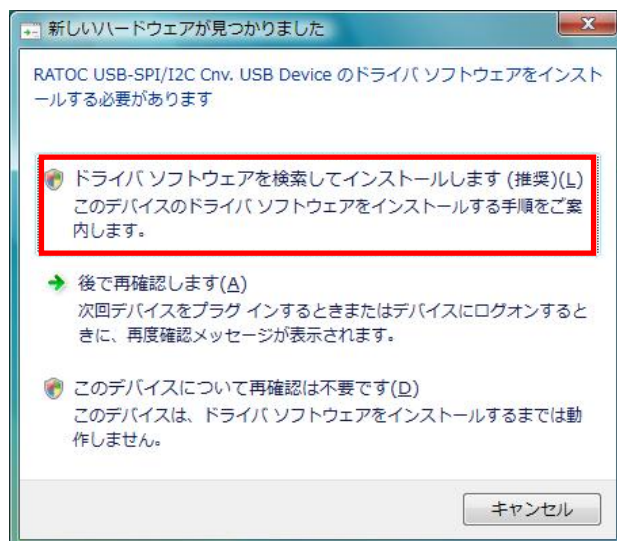 新しいハードウェアが見つかりました
RATOC USB-SPI/I2C Cnv. USB Device のドライバ ソフトウェアをインスト
ールする必要があります
ドライバ ソフトウェアを検索してインストールします (推奨)(L)
このデバイスのドライバ ソフトウェアをインストールする手順をご案
内します。
後で再確認します(A)
次回デバイスをプラグ インするときまたはデバイスにログオンすると
きに、再度確認メッセージが表示されます。
このデバイスについて再確認は不要です(D)
このデバイスは、ドライバ ソフトウェアをインストールするまでは動
作しません。
キャンセル